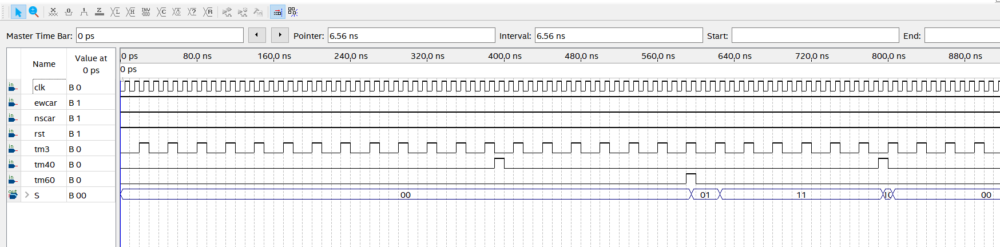 Master Time Bar: 0 ps Pointer: 6.56 ns Interval: 6.56 ns Start: End:
Name Value at 0 ps
0 ps 80.0 ns 160.0 ns 240.0 ns 320.0 ns 400.0 ns 480.0 ns 560.0 ns 640.0 ns 720.0 ns 800.0 ns 880.0 ns
0 ps
clk B 0
ewcar B 1
nscar B 1
rst B 1
tm3 B 0
tm40 B 0
tm60 B 0
S B 00 00 01 11 10 00